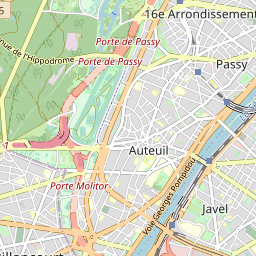 16e Arrondissement
Porte de Passy
Avenue de l'Hippodrome
Porte de Passy
Passy
5
Auteuil
Voie Georges Pompidou
Porte Molitor
Javel